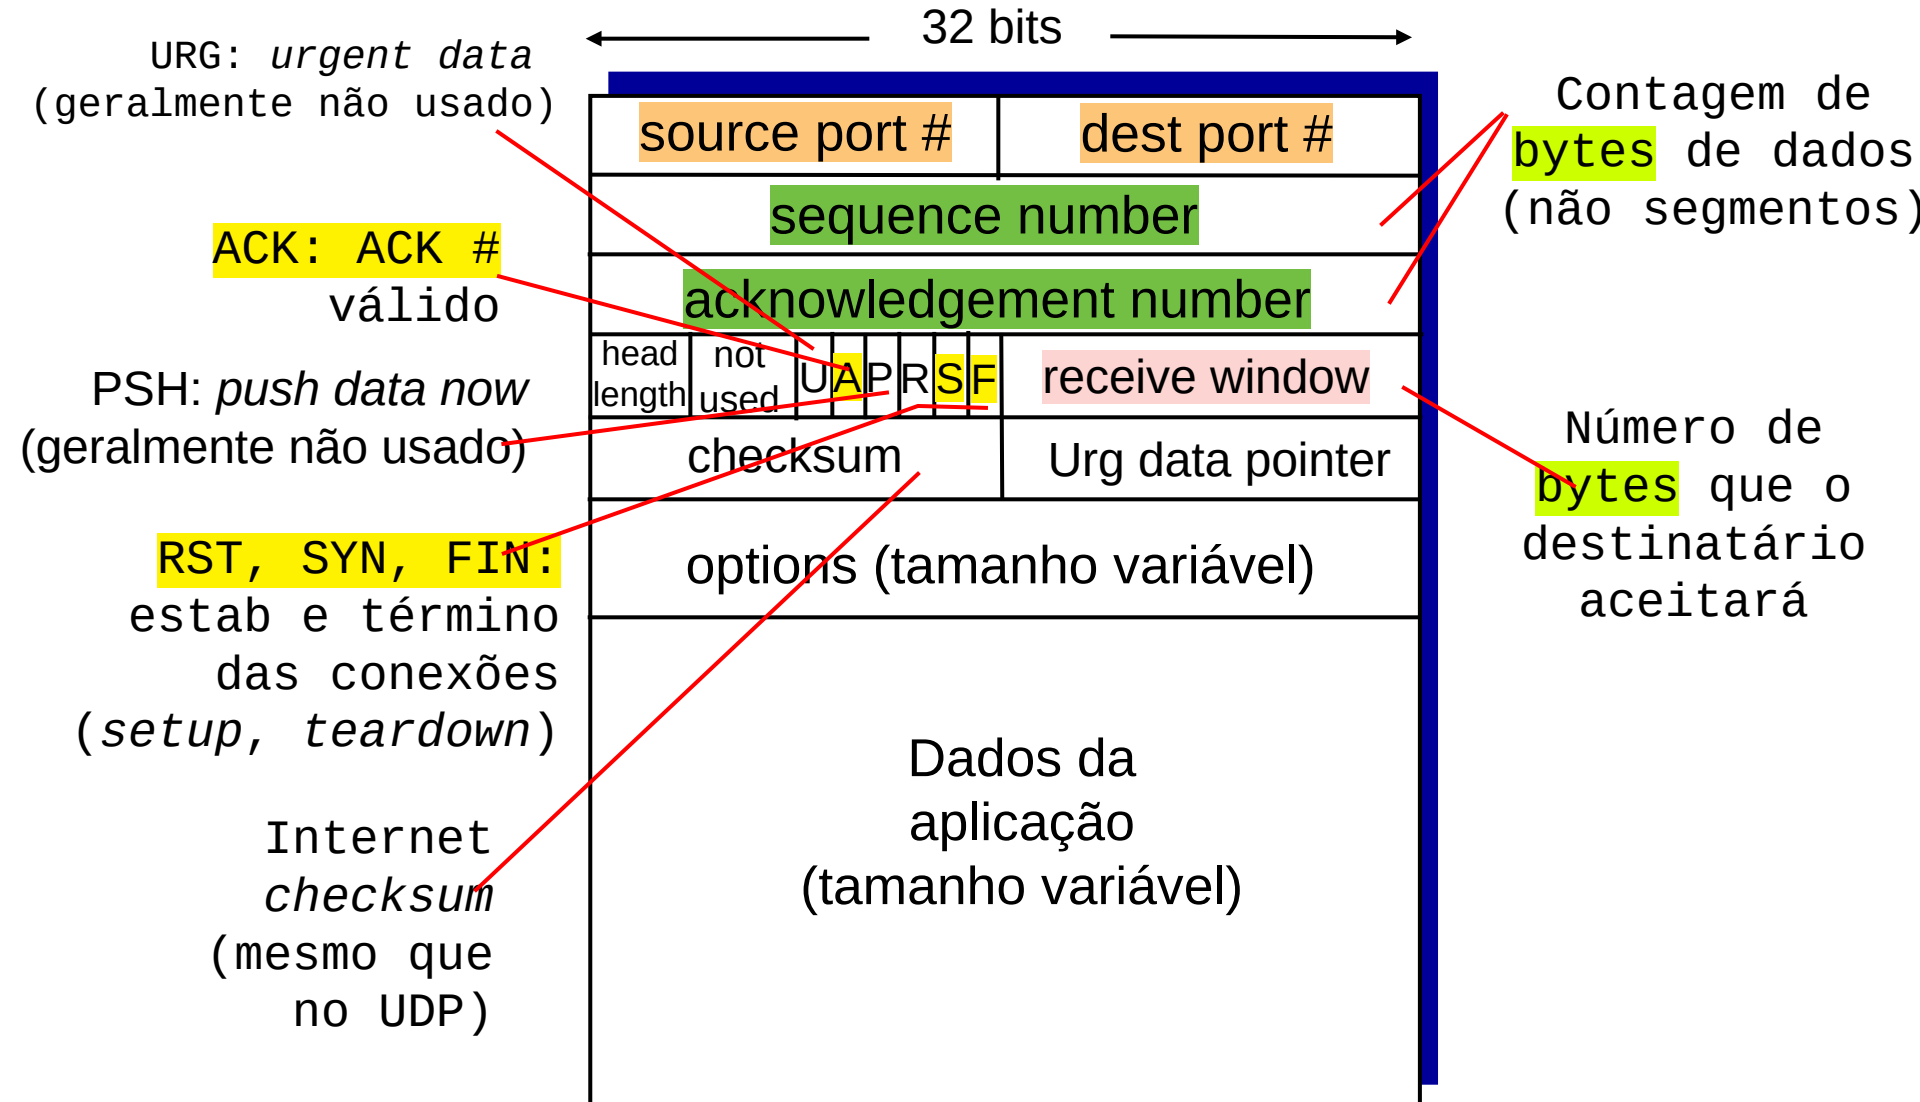 32 bits
URG: urgent data
(geralmente não usado)
ACK: ACK #
válido
PSH: push data now
(geralmente não usado)
RST, SYN, FIN:
estab e término
das conexões
(setup, teardown)
Internet
checksum
(mesmo que
no UDP)
source port #
dest port #
sequence number
acknowledgement number
head
length
not
used
U A P R S F
receive window
checksum
Urg data pointer
options (tamanho variável)
Dados da
aplicação
(tamanho variável)
Contagem de
bytes de dados
(não segmentos)
Número de
bytes que o
destinatário
aceitará